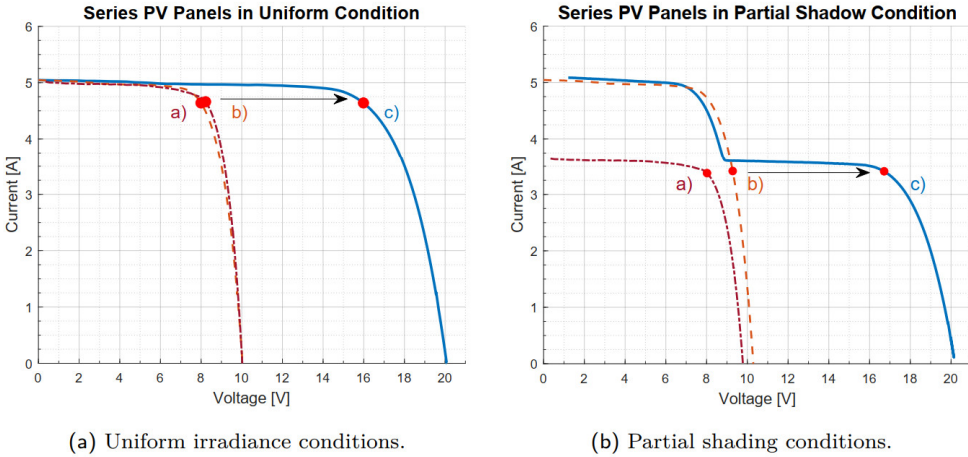 Series PV Panels in Uniform Condition
6
5
4
3
2
1
0
Current [A]
a)
b)
c)
0 2 4 6 8 10 12 14 16 18 20
Voltage [V]
(a) Uniform irradiance conditions.
Series PV Panels in Partial Shadow Condition
6
5
4
3
2
1
0
Current [A]
a)
b)
c)
0 2 4 6 8 10 12 14 16 18 20
Voltage [V]
(b) Partial shading conditions.